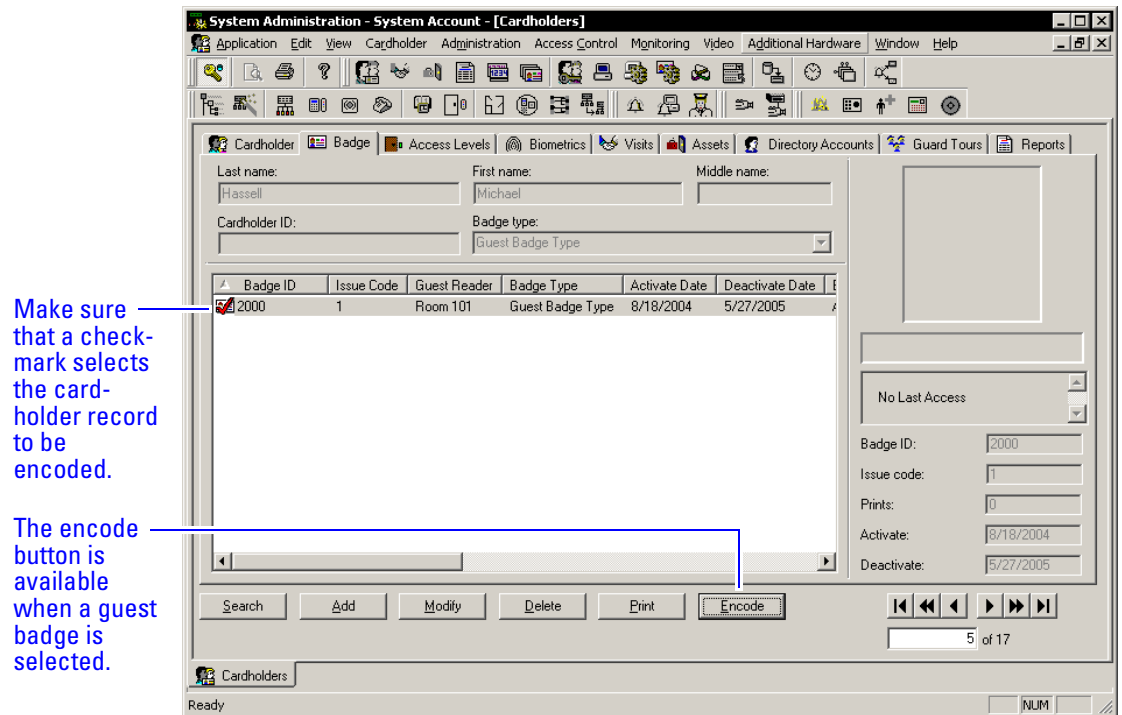 System Administration - System Account - [Cardholders]
Application Edit View Cardholder Administration Access Control Monitoring Video Additional Hardware Window Help
Cardholder Badge Access Levels Biometrics Visits Assets Directory Accounts Guard Tours Reports
Last name: First name: Middle name:
Hassell Michael
Cardholder ID: Badge type:
Guest Badge Type
Badge ID Issue Code Guest Reader Badge Type Activate Date Deactivate Date
2000 1 Room 101 Guest Badge Type 8/18/2004 5/27/2005
Make sure
that a check-
mark selects
the card-
holder record
to be
encoded.
The encode
button is
available
when a guest
badge is
selected.
No Last Access
Badge ID: 2000
Issue code: 1
Prints: 0
Activate: 8/18/2004
Deactivate: 5/27/2005
Search Add Modify Delete Print Encode
5 of 17
Cardholders
Ready NUM